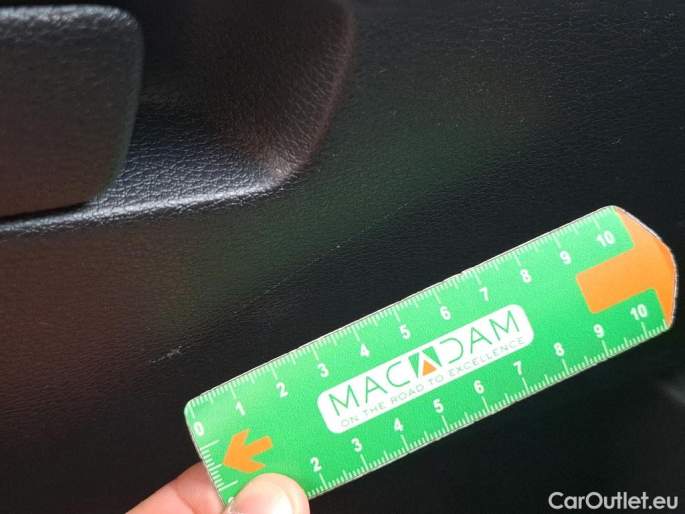 0 1 2 3 4 5 6 7 8 9 10
MACADAM
ON THE ROAD TO EXCELLENCE
2 3 4 5 6 7 8 9 10
CarOutlet.eu